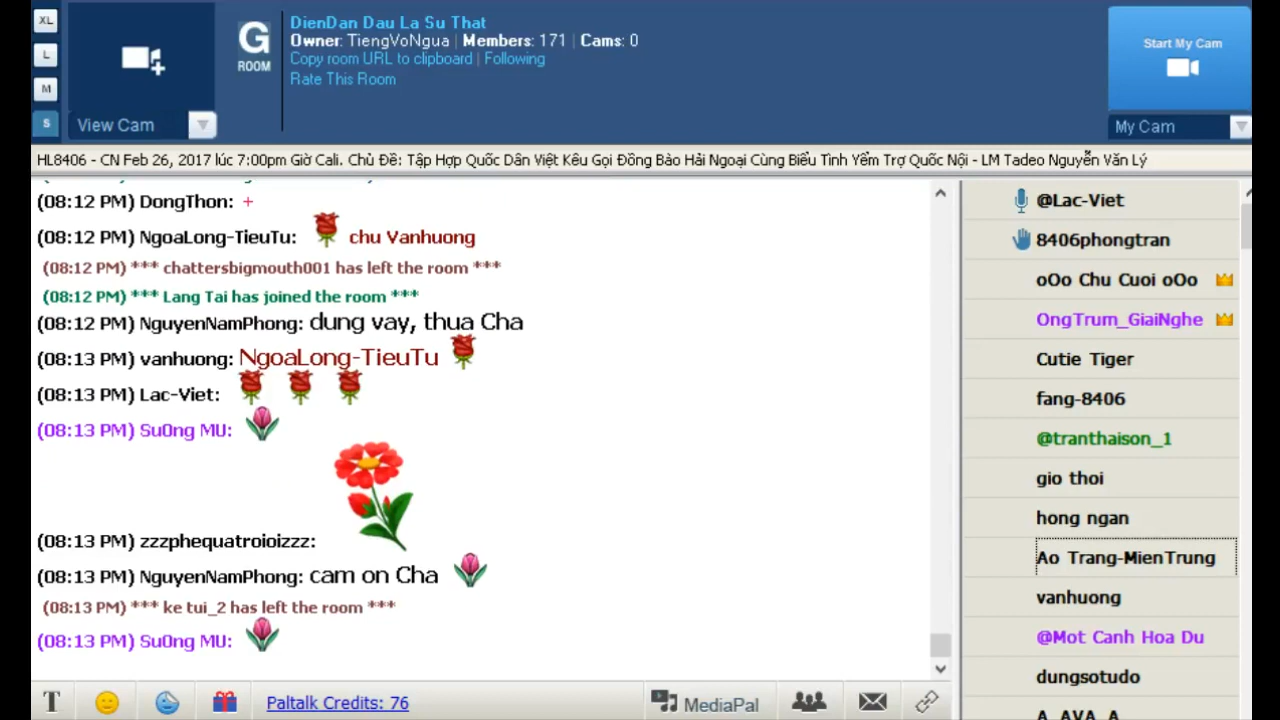 XL
L
M
S
View Cam
G
ROOM
DienDan Dau La Su That
Owner: TiengVoNgua | Members: 171 | Cams: 0
Copy room URL to clipboard | Following
Rate This Room
Start My Cam
My Cam
HL8406 - CN Feb 26, 2017 lúc 7:00pm Giờ Cali. Chủ Đề: Tập Hợp Quốc Dân Việt Kêu Gọi Đồng Bào Hải Ngoại Cùng Biểu Tình Yểm Trợ Quốc Nội - LM Tadeo Nguyễn Văn Lý
(08:12 PM) DongThon: +
(08:12 PM) NgoaLong-TieuTu: chu Vanhuong
(08:12 PM) *** chattersbigmouth001 has left the room ***
(08:12 PM) *** Lang Tai has joined the room ***
(08:12 PM) NguyenNamPhong: dung vay, thua Cha
(08:13 PM) vanhuong: NgoaLong-TieuTu
(08:13 PM) Lac-Viet:
(08:13 PM) Su0ng MU:
(08:13 PM) zzzphequatroioizzz:
(08:13 PM) NguyenNamPhong: cam on Cha
(08:13 PM) *** ke tui_2 has left the room ***
(08:13 PM) Su0ng MU:
@Lac-Viet
8406phongtran
oOo Chu Cuoi oOo
OngTrum_GiaiNghe
Cutie Tiger
fang-8406
@tranthaison_1
gio thoi
hong ngan
Ao Trang-MienTrung
vanhuong
@Mot Canh Hoa Du
dungsotudo
A_AVA_A
T
Paltalk Credits: 76
MediaPal